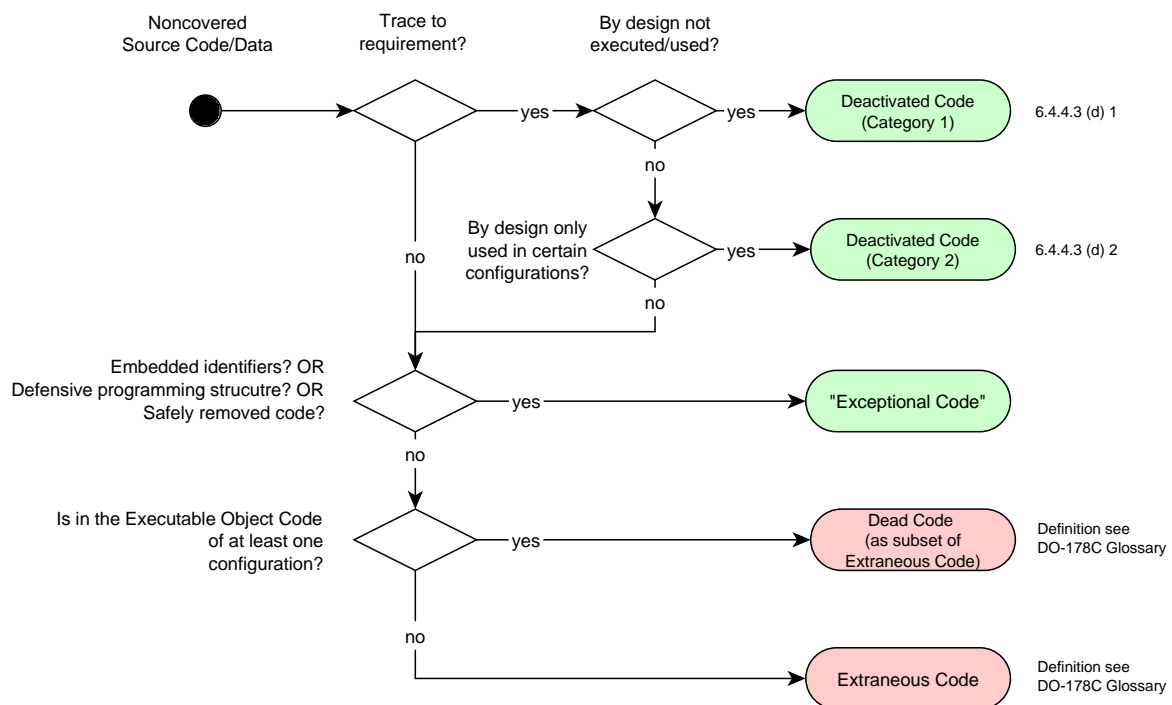 Noncovered
Source Code/Data
Trace to
requirement?
By design not
executed/used?
yes
yes
Deactivated Code
(Category 1)
6.4.4.3 (d) 1
no
no
By design only
used in certain
configurations?
yes
Deactivated Code
(Category 2)
6.4.4.3 (d) 2
no
Embedded identifiers? OR
Defensive programming strucutre? OR
Safely removed code?
yes
"Exceptional Code"
no
Is in the Executable Object Code
of at least one
configuration?
yes
Dead Code
(as subset of
Extraneous Code)
Definition see
DO-178C Glossary
no
Extraneous Code
Definition see
DO-178C Glossary